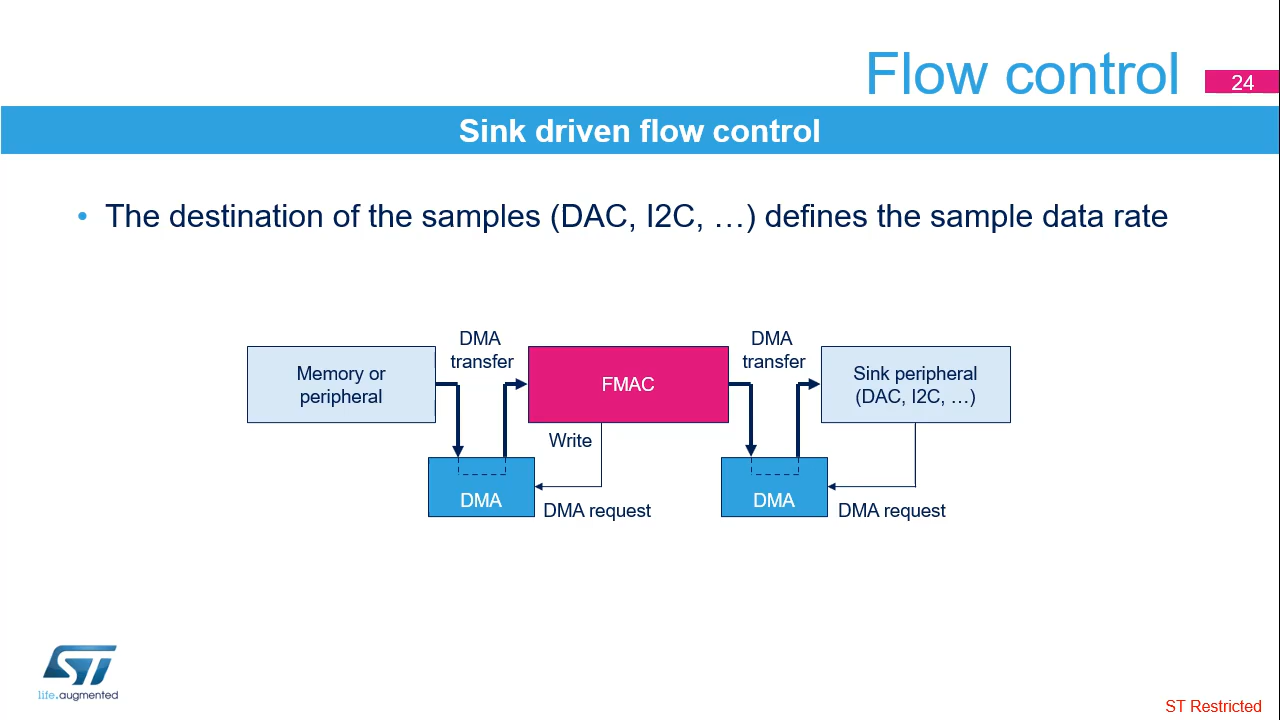 Flow control
24
Sink driven flow control
• The destination of the samples (DAC, I2C, …) defines the sample data rate
Memory or
peripheral
DMA
transfer
FMAC
DMA
transfer
Sink peripheral
(DAC, I2C, …)
Write
DMA
DMA request
DMA
DMA request
ST
life.augmented
ST Restricted